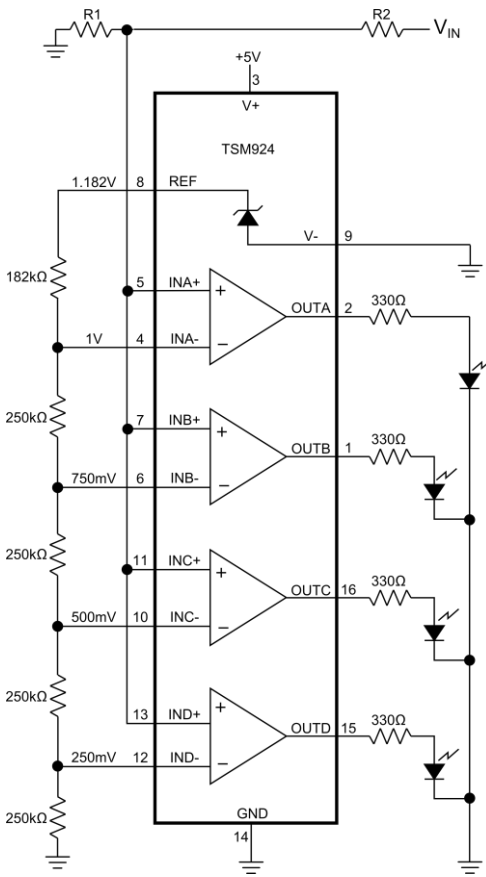 R1 R2 V_IN
+5V
3
V+
TSM924
1.182V 8 REF
V- 9
182kΩ
5 INA+ + OUTA 2 330Ω
1V 4 INA- −
250kΩ
7 INB+ + OUTB 1 330Ω
750mV 6 INB- −
250kΩ
11 INC+ + OUTC 16 330Ω
500mV 10 INC- −
250kΩ
13 IND+ + OUTD 15 330Ω
250mV 12 IND- −
250kΩ
GND
14